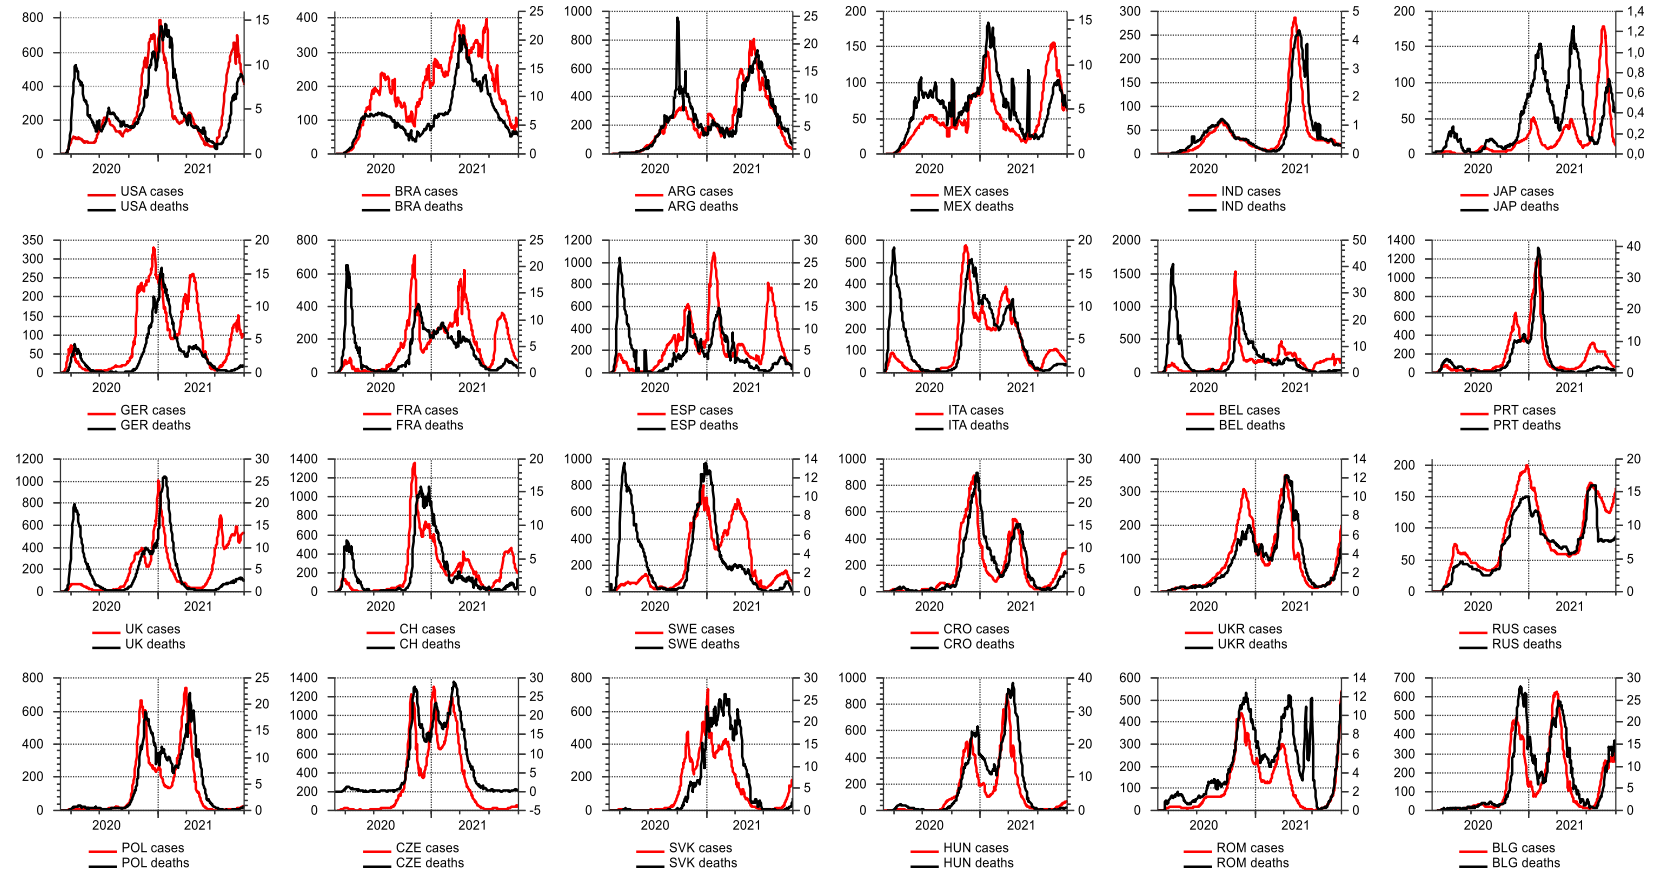 800 600 400 200 0
15 10 5 0
2020 2021
USA cases
USA deaths
400 300 200 100 0
25 20 15 10 5 0
2020 2021
BRA cases
BRA deaths
1000 800 600 400 200 0
25 20 15 10 5 0
2020 2021
ARG cases
ARG deaths
200 150 100 50 0
15 10 5 0
2020 2021
MEX cases
MEX deaths
300 250 200 150 100 50 0
5 4 3 2 1 0
2020 2021
IND cases
IND deaths
200 150 100 50 0
1,4 1,2 1,0 0,8 0,6 0,4 0,2 0,0
2020 2021
JAP cases
JAP deaths
350 300 250 200 150 100 50 0
20 15 10 5 0
2020 2021
GER cases
GER deaths
800 600 400 200 0
25 20 15 10 5 0
2020 2021
FRA cases
FRA deaths
1200 1000 800 600 400 200 0
30 25 20 15 10 5 0
2020 2021
ESP cases
ESP deaths
600 500 400 300 200 100 0
20 15 10 5 0
2020 2021
ITA cases
ITA deaths
2000 1500 1000 500 0
50 40 30 20 10 0
2020 2021
BEL cases
BEL deaths
1400 1200 1000 800 600 400 200 0
40 30 20 10 0
2020 2021
PRT cases
PRT deaths
1200 1000 800 600 400 200 0
30 25 20 15 10 5 0
2020 2021
UK cases
UK deaths
1400 1200 1000 800 600 400 200 0
20 15 10 5 0
2020 2021
CH cases
CH deaths
1000 800 600 400 200 0
14 12 10 8 6 4 2 0
2020 2021
SWE cases
SWE deaths
1000 800 600 400 200 0
30 25 20 15 10 5 0
2020 2021
CRO cases
CRO deaths
400 300 200 100 0
14 12 10 8 6 4 2 0
2020 2021
UKR cases
UKR deaths
200 150 100 50 0
20 15 10 5 0
2020 2021
RUS cases
RUS deaths
800 600 400 200 0
25 20 15 10 5 0
2020 2021
POL cases
POL deaths
1400 1200 1000 800 600 400 200 0
30 25 20 15 10 5 0 -5
2020 2021
CZE cases
CZE deaths
800 600 400 200 0
30 25 20 15 10 5 0
2020 2021
SVK cases
SVK deaths
1000 800 600 400 200 0
40 30 20 10 0
2020 2021
HUN cases
HUN deaths
600 500 400 300 200 100 0
14 12 10 8 6 4 2 0
2020 2021
ROM cases
ROM deaths
700 600 500 400 300 200 100 0
30 25 20 15 10 5 0
2020 2021
BLG cases
BLG deaths